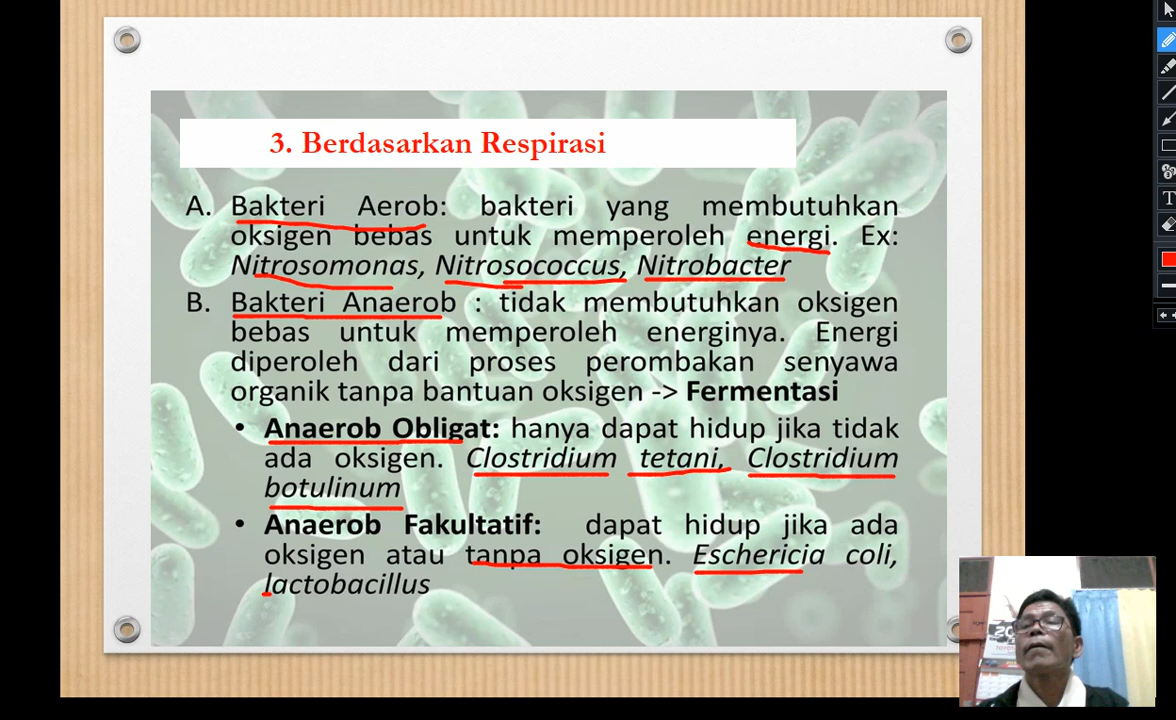 3. Berdasarkan Respirasi
A. Bakteri Aerob: bakteri yang membutuhkan
oksigen bebas untuk memperoleh energi. Ex:
Nitrosomonas, Nitrosococcus, Nitrobacter
B. Bakteri Anaerob : tidak membutuhkan oksigen
bebas untuk memperoleh energinya. Energi
diperoleh dari proses perombakan senyawa
organik tanpa bantuan oksigen -> Fermentasi
• Anaerob Obligat: hanya dapat hidup jika tidak
ada oksigen. Clostridium tetani, Clostridium
botulinum
• Anaerob Fakultatif: dapat hidup jika ada
oksigen atau tanpa oksigen. Eschericia coli,
lactobacillus